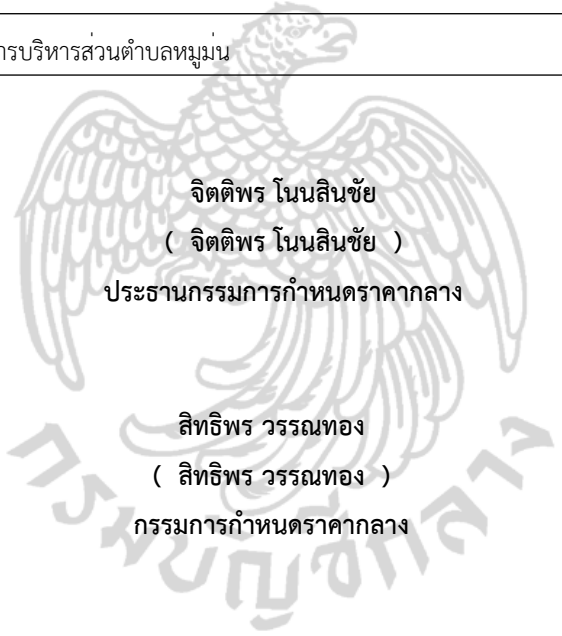 ารบริหารส่วนตำบลหมูม่น
จิตติพร โนนสินชัย
( จิตติพร โนนสินชัย )
ประธานกรรมการกำหนดราคากลาง
สิทธิพร วรรณทอง
( สิทธิพร วรรณทอง )
กรรมการกำหนดราคากลาง
กรมบัญชีกลาง